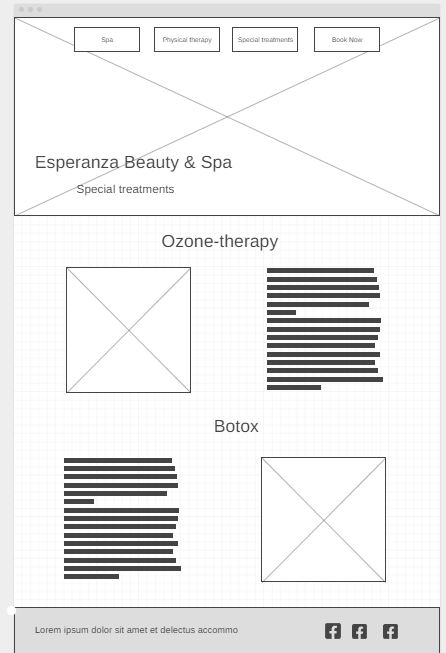 Spa
Physical therapy
Special treatments
Book Now
Esperanza Beauty & Spa
Special treatments
Ozone-therapy
Botox
Lorem ipsum dolor sit amet et delectus accommo